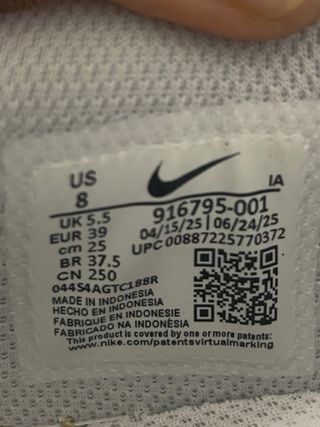 US
8
IA
UK 5.5
916795-001
EUR 39
04/15/25 | 06/24/25
cm 25
UPC 00887225770372
BR 37.5
CN 250
044S4AGTC188R
MADE IN INDONESIA
HECHO EN INDONESIA
FABRIQUE EN INDONESIE
FABRICADO NA INDONÉSIA
This product is covered by one or more patents:
www.nike.com/patentsvirtualmarking